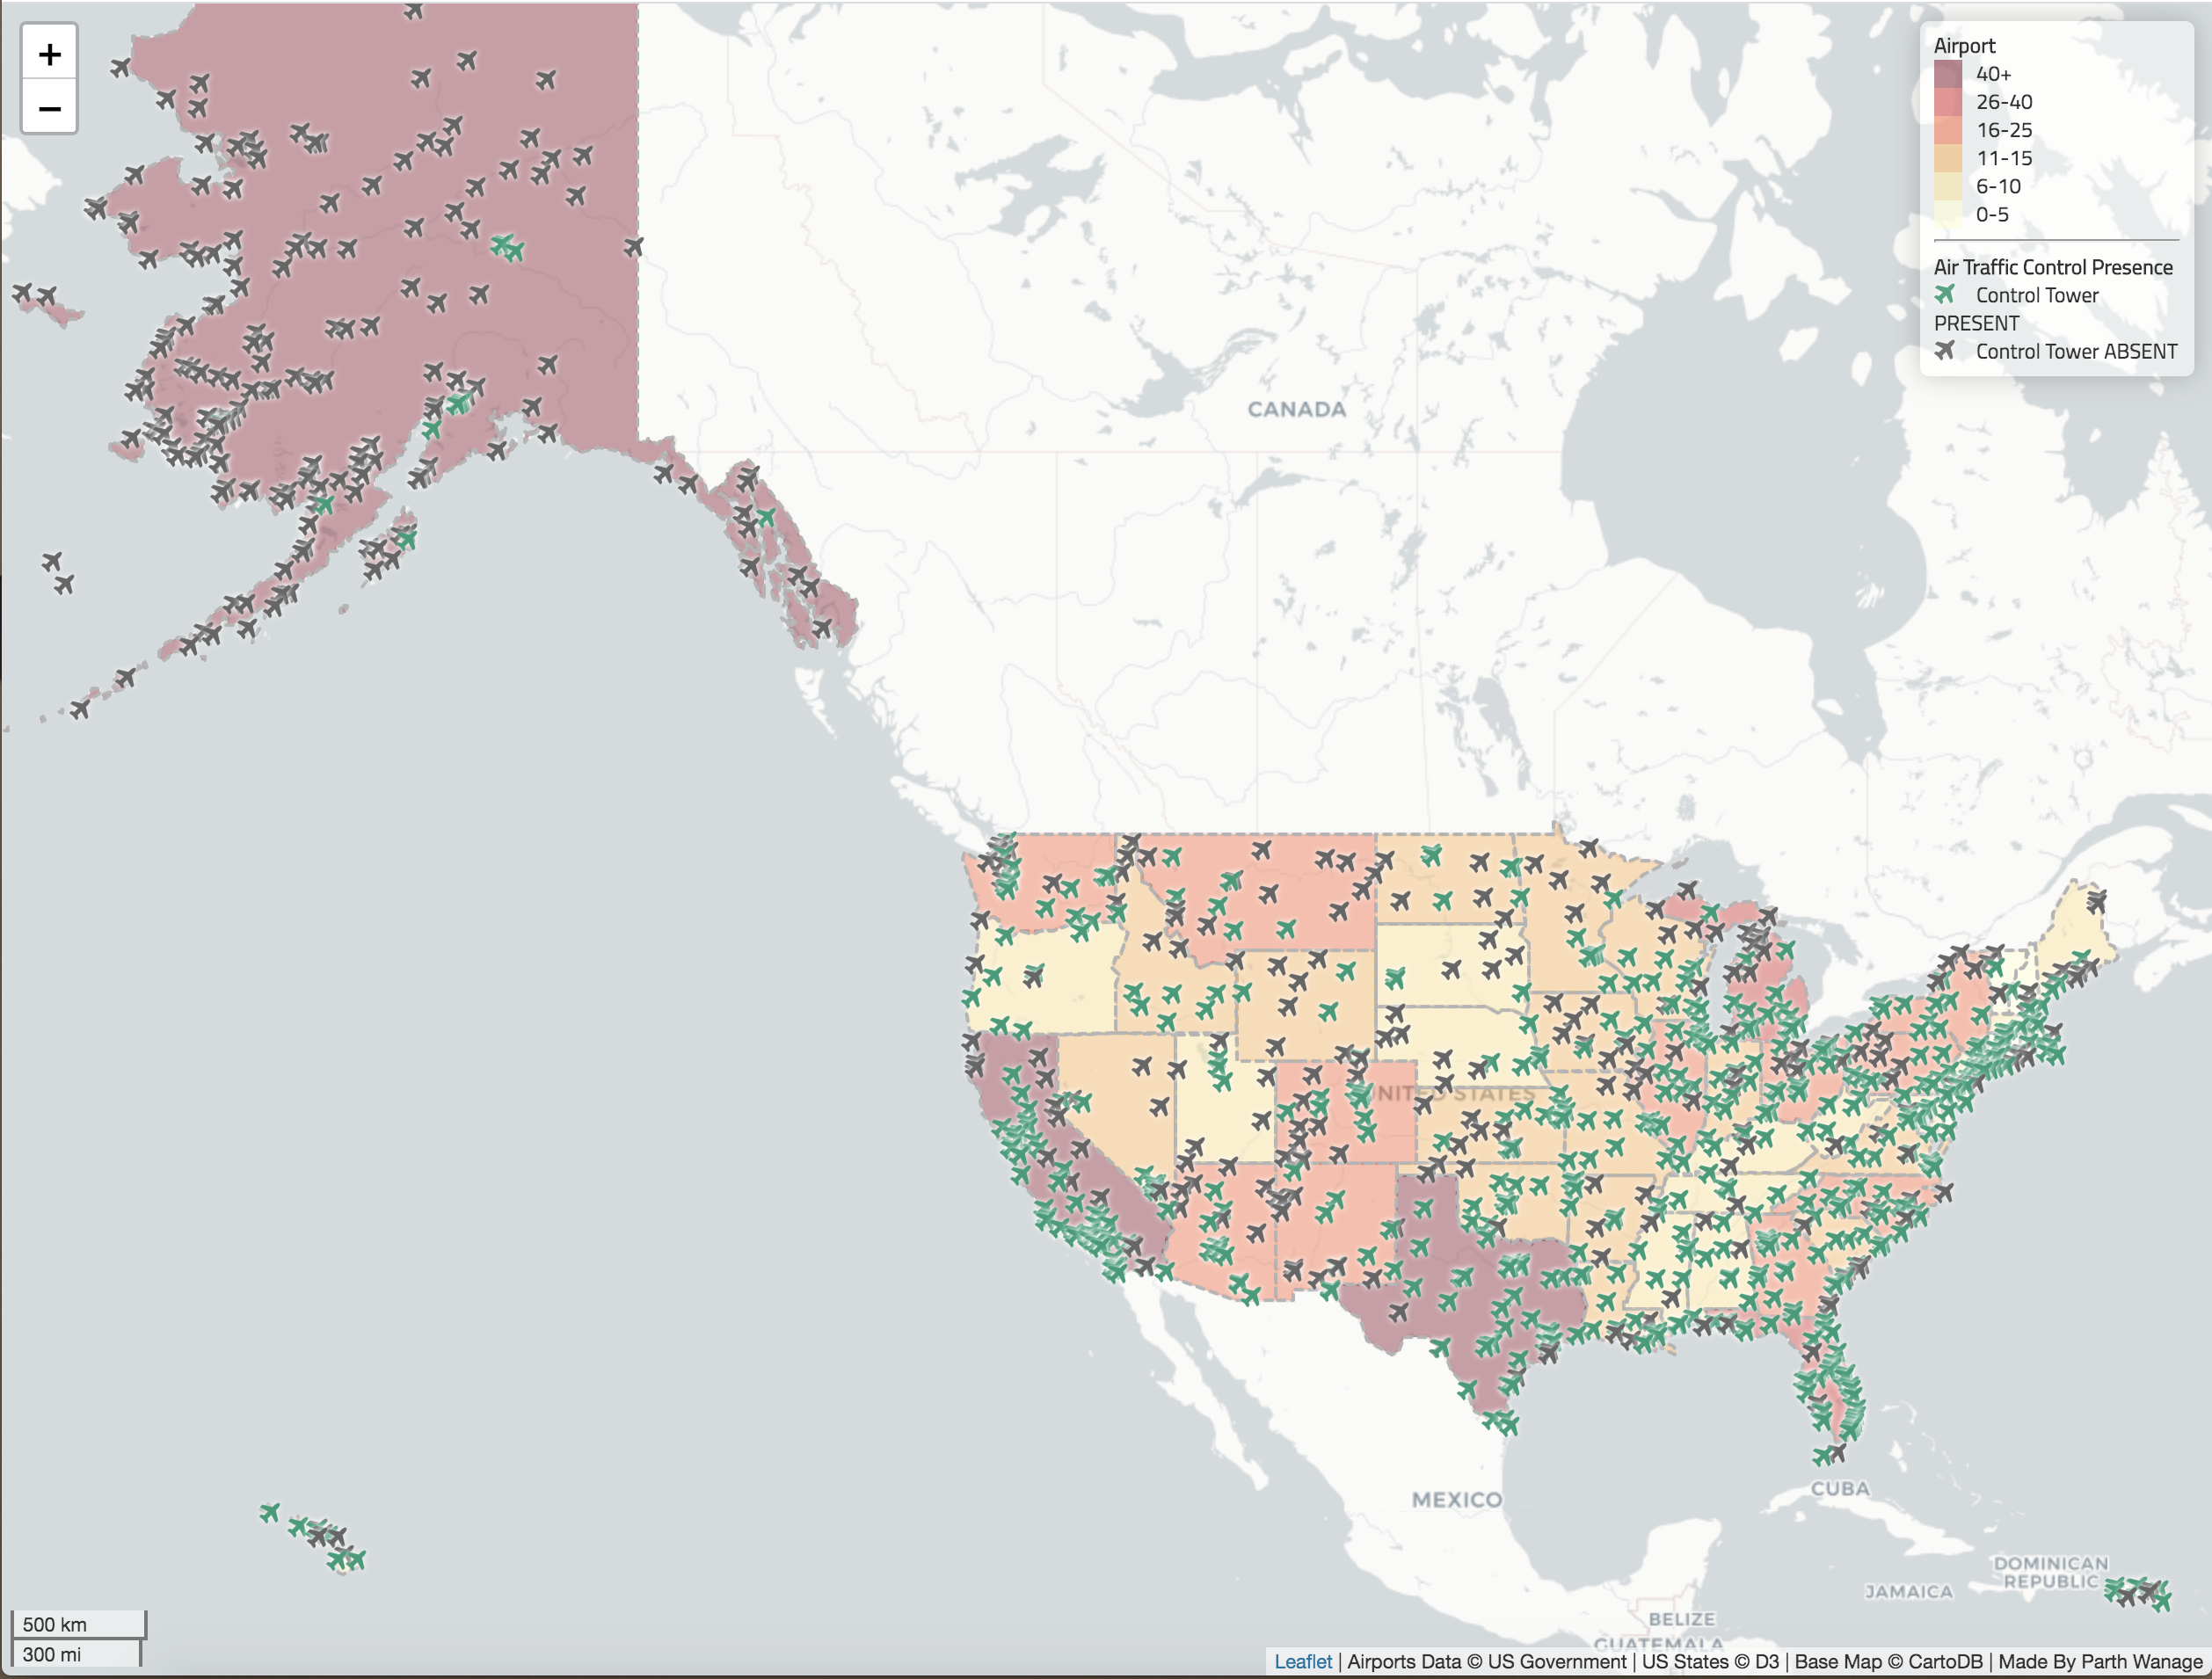 +
−
Airport
40+
26-40
16-25
11-15
6-10
0-5
Air Traffic Control Presence
Control Tower
PRESENT
Control Tower ABSENT
CANADA
UNITED STATES
MEXICO
CUBA
DOMINICAN
REPUBLIC
JAMAICA
BELIZE
GUATEMALA
500 km
300 mi
Leaflet | Airports Data © US Government | US States © D3 | Base Map © CartoDB | Made By Parth Wanage